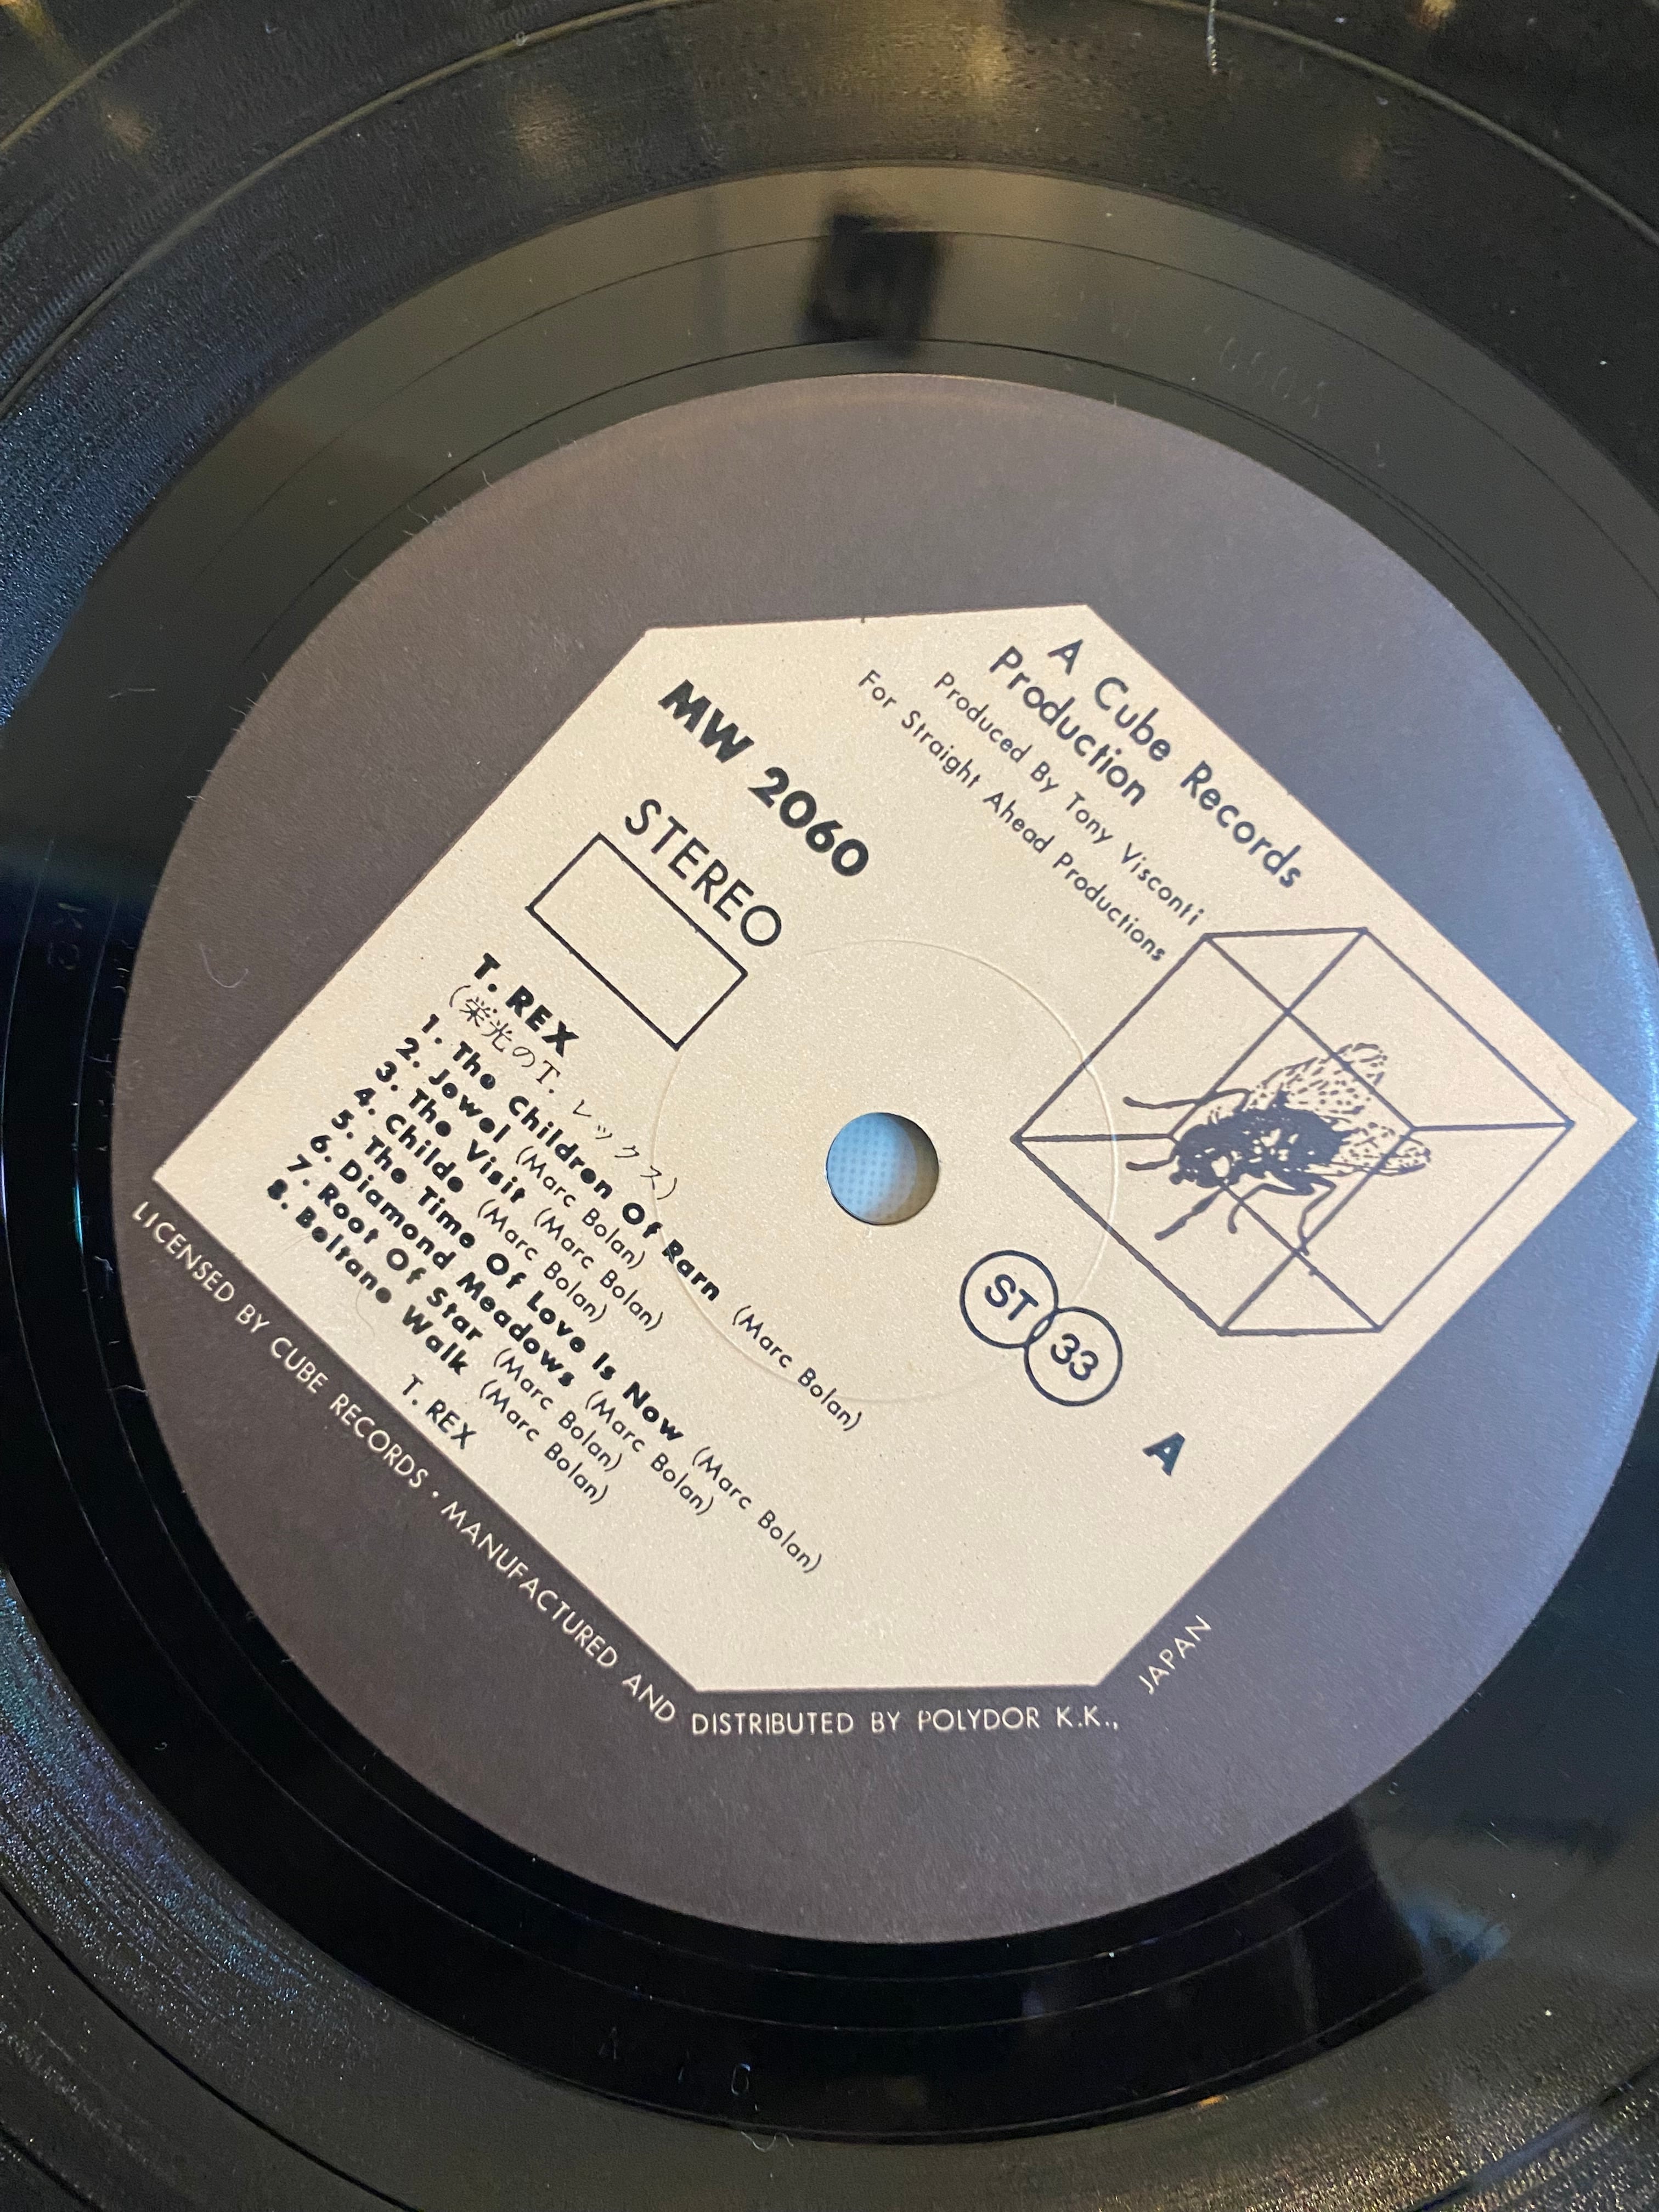 A Cube Records
Production
Produced By Tony Visconti
For Straight Ahead Productions
MW 2060
STEREO
ST 33
A
T. REX
(栄光のT. レックス)
1. The Children Of Rarn (Marc Bolan)
2. Jewel (Marc Bolan)
3. The Visit (Marc Bolan)
4. Childe (Marc Bolan)
5. The Time Of Love Is Now (Marc Bolan)
6. Diamond Meadows (Marc Bolan)
7. Root Of Star (Marc Bolan)
8. Beltane Walk (Marc Bolan)
T. REX
LICENSED BY CUBE RECORDS • MANUFACTURED AND DISTRIBUTED BY POLYDOR K.K., JAPAN